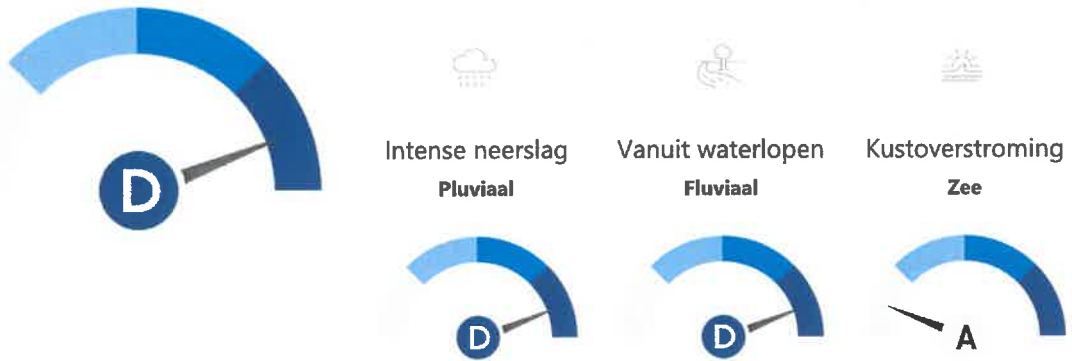 D
Intense neerslag
Pluviaal
D
Vanuit waterlopen
Fluviaal
D
Kustoverstroming
Zee
A